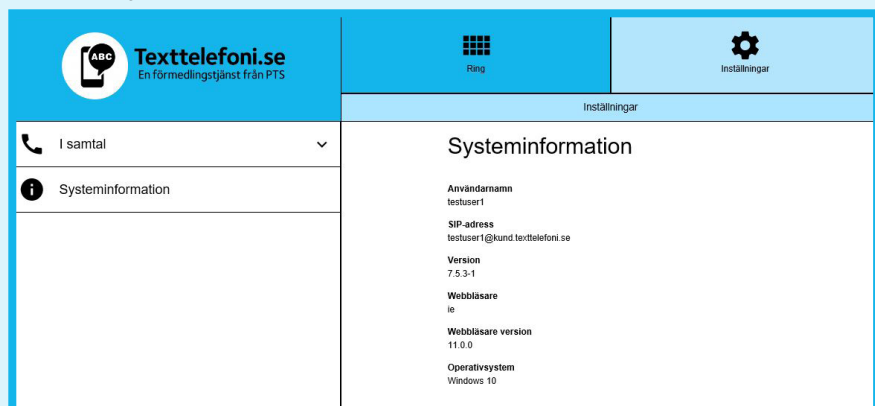 ABC
Texttelefoni.se
En förmedlingstjänst från PTS
Ring
Inställningar
Inställningar
I samtal
Systeminformation
Systeminformation
Användarnamn
testuser1
SIP-adress
testuser1@kund.texttelefoni.se
Version
7.5.3-1
Webbläsare
ie
Webbläsare version
11.0.0
Operativsystem
Windows 10